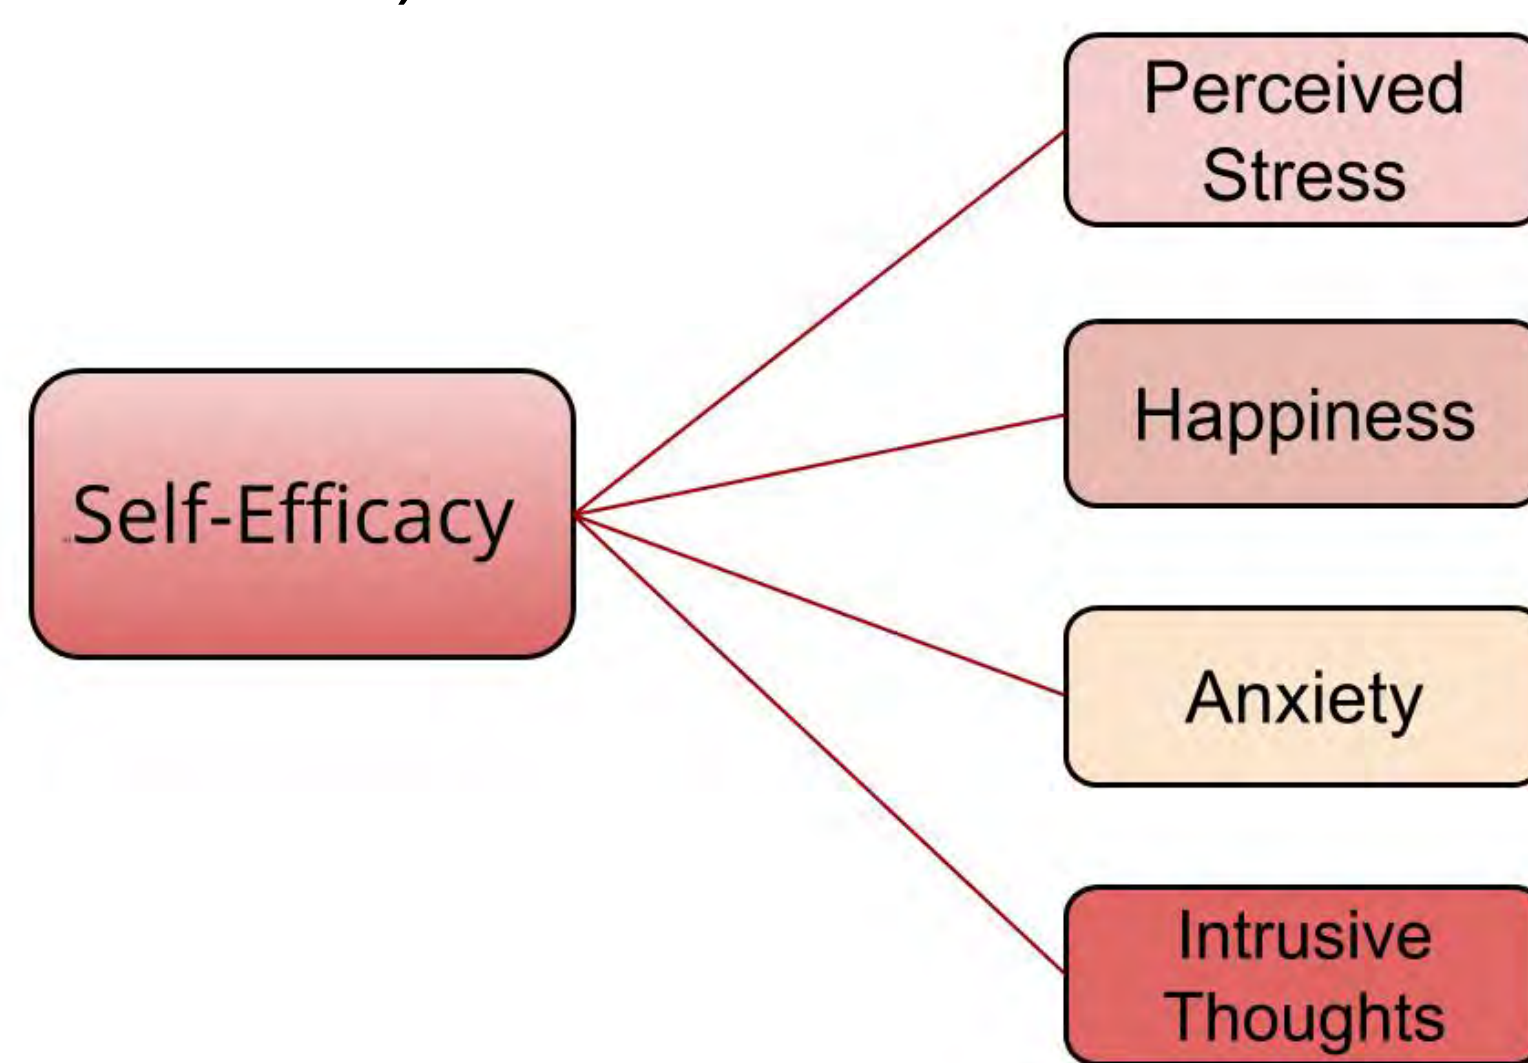 Perceived
Stress
Happiness
Self-Efficacy
Anxiety
Intrusive
Thoughts